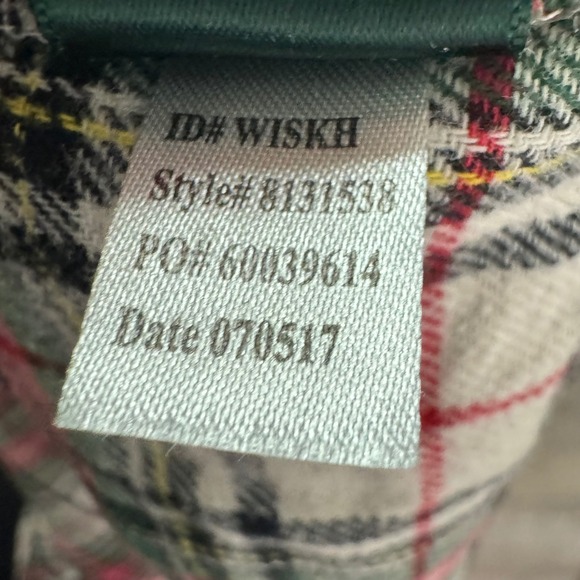 ID# WISKH
Style# 8131538
PO# 60039614
Date 070517